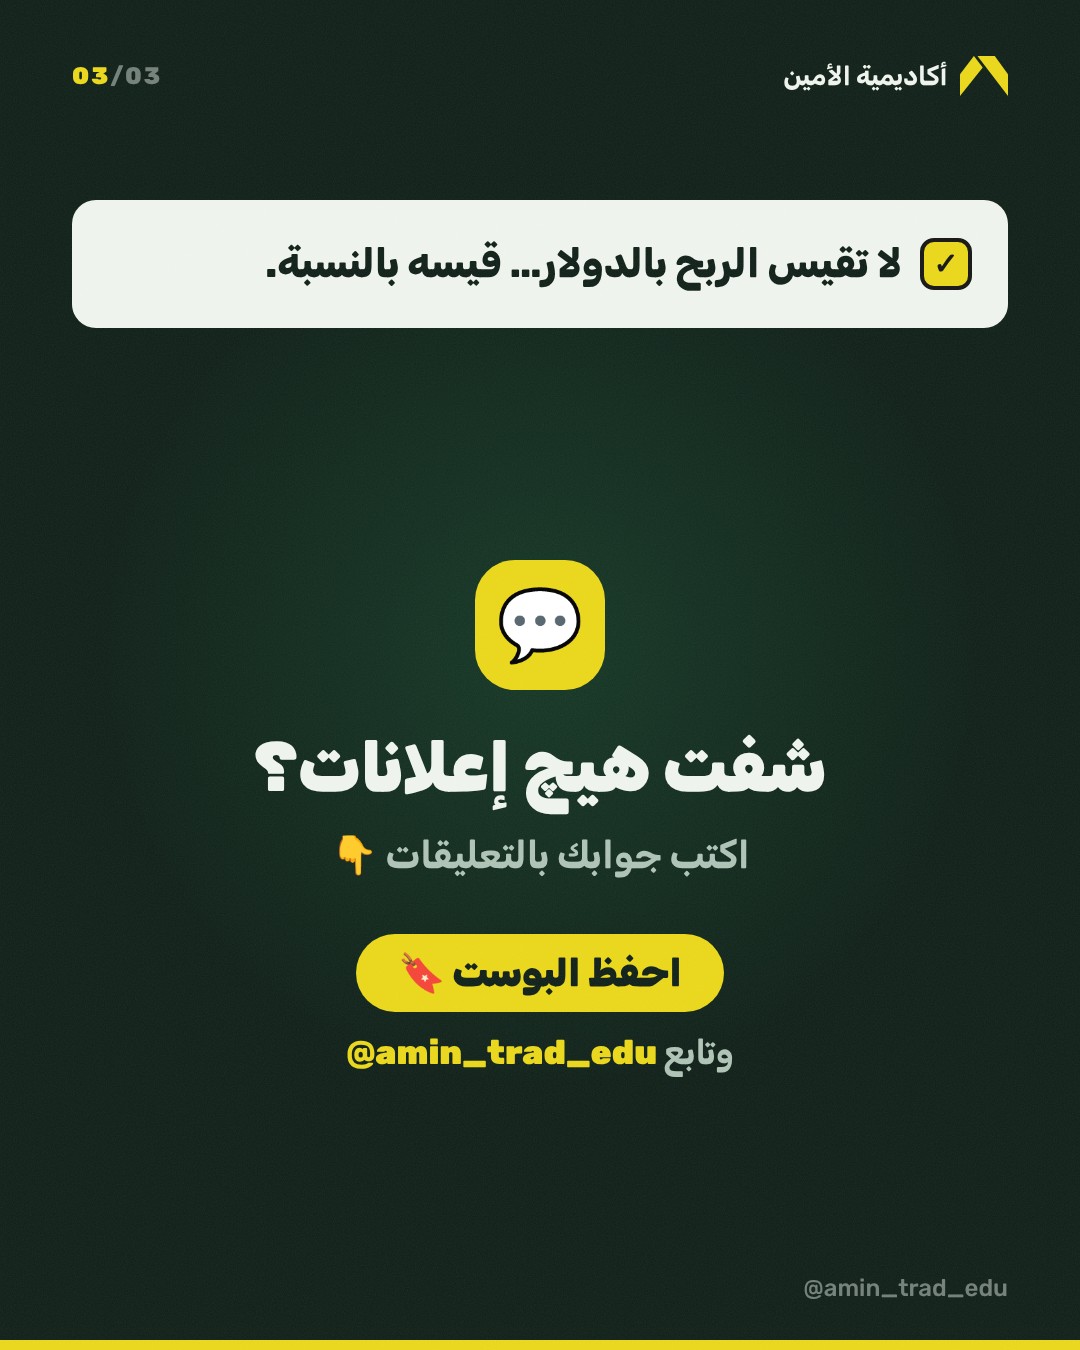 أكاديمية الأمين
03/03
✓ لا تقيس الربح بالدولار... قيسه بالنسبة.
شفت هيچ إعلانات؟
اكتب جوابك بالتعليقات 👇
احفظ البوست 🔖
وتابع @amin_trad_edu
@amin_trad_edu